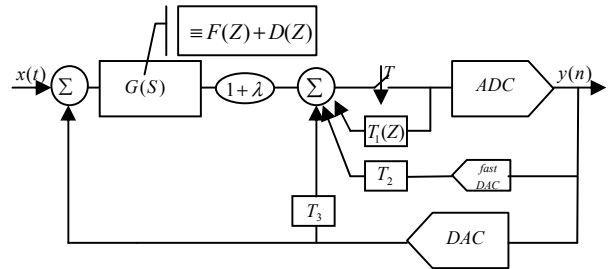 ≡ F(Z) + D(Z)
x(t)
Σ
G(S)
1 + λ
Σ
T
ADC
y(n)
T₁(Z)
T₂
fast
DAC
T₃
DAC